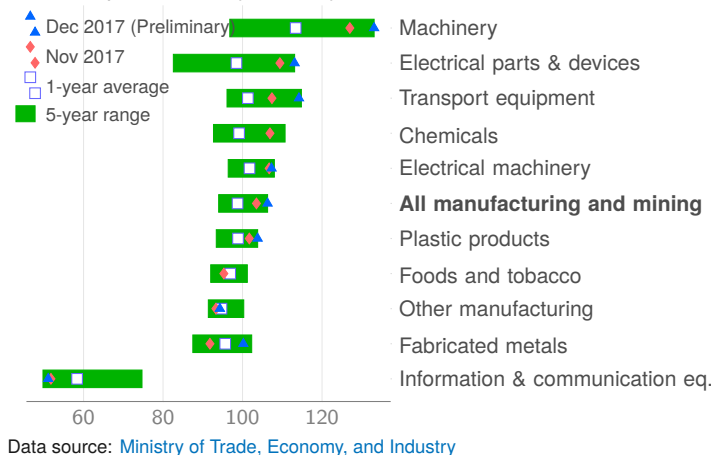 Dec 2017 (Preliminary)
Nov 2017
1-year average
5-year range
Machinery
Electrical parts & devices
Transport equipment
Chemicals
Electrical machinery
All manufacturing and mining
Plastic products
Foods and tobacco
Other manufacturing
Fabricated metals
Information & communication eq.
60 80 100 120
Data source: Ministry of Trade, Economy, and Industry